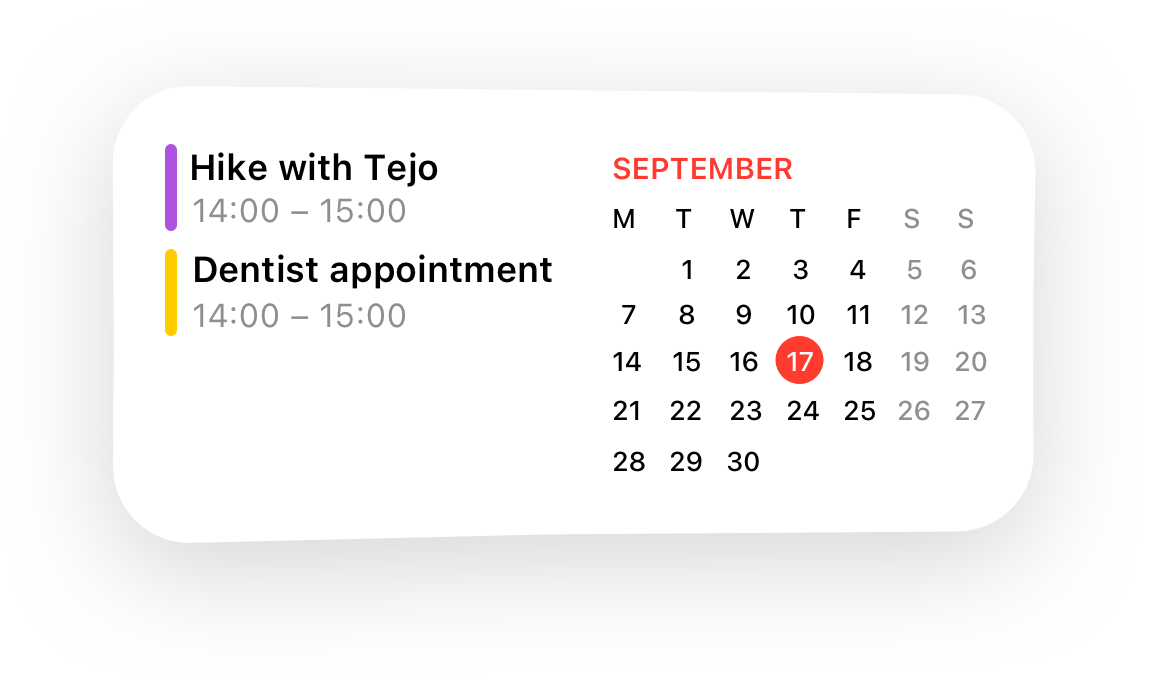 Hike with Tejo
14:00 – 15:00
Dentist appointment
14:00 – 15:00
SEPTEMBER
M T W T F S S
1 2 3 4 5 6
7 8 9 10 11 12 13
14 15 16 17 18 19 20
21 22 23 24 25 26 27
28 29 30